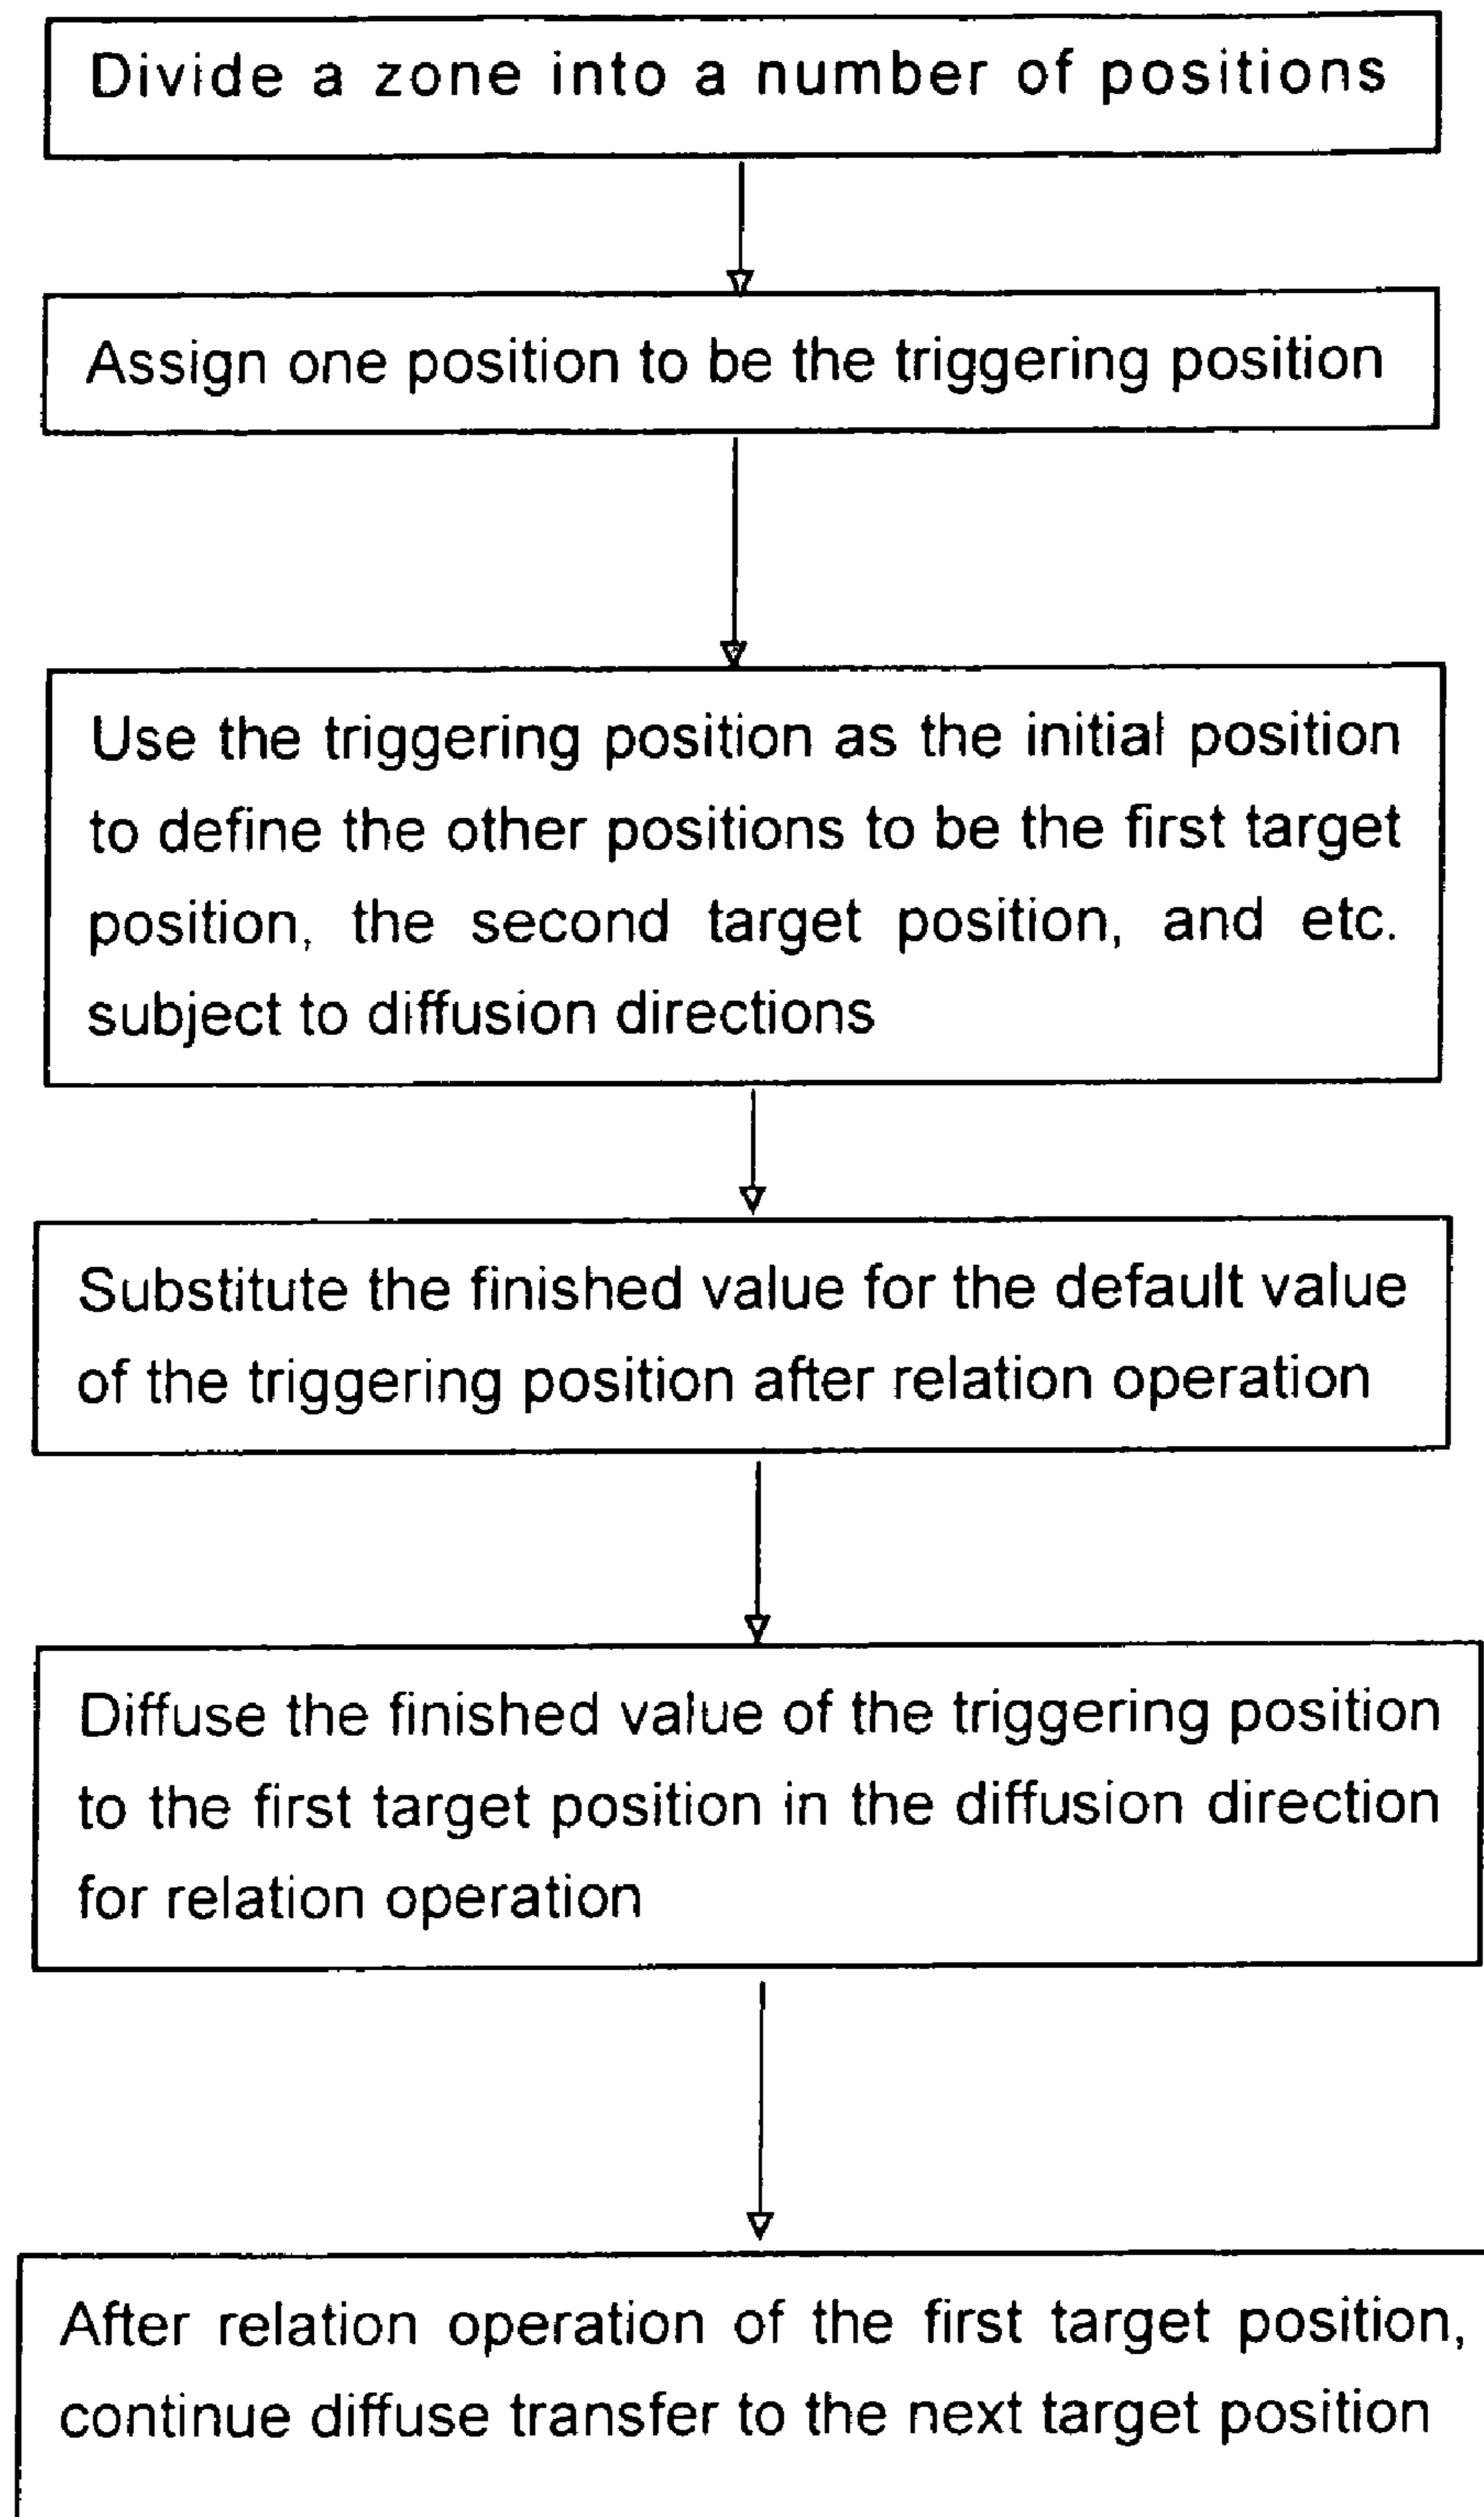 Divide a zone into a number of positions
Assign one position to be the triggering position
Use the triggering position as the initial position
to define the other positions to be the first target
position, the second target position, and etc.
subject to diffusion directions
Substitute the finished value for the default value
of the triggering position after relation operation
Diffuse the finished value of the triggering position
to the first target position in the diffusion direction
for relation operation
After relation operation of the first target position,
continue diffuse transfer to the next target position